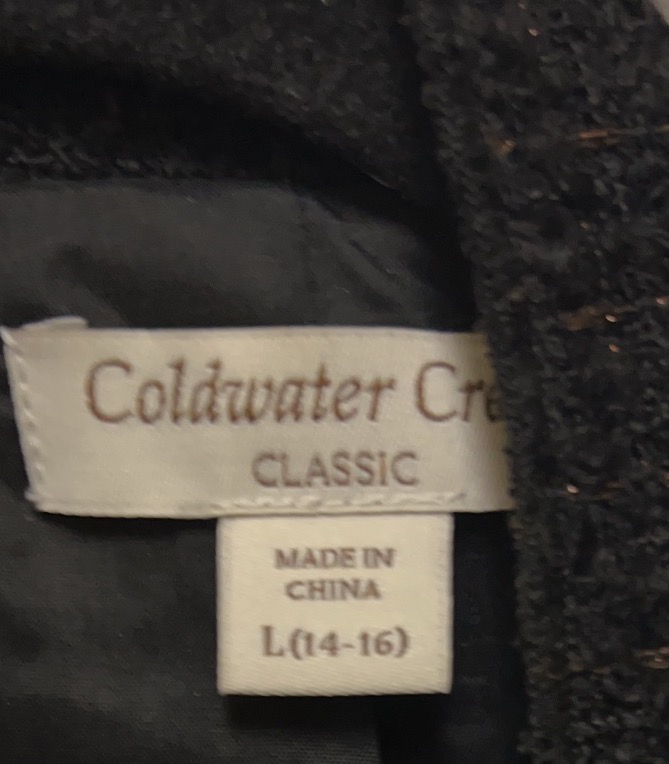 Coldwater Cre
CLASSIC
MADE IN
CHINA
L(14-16)